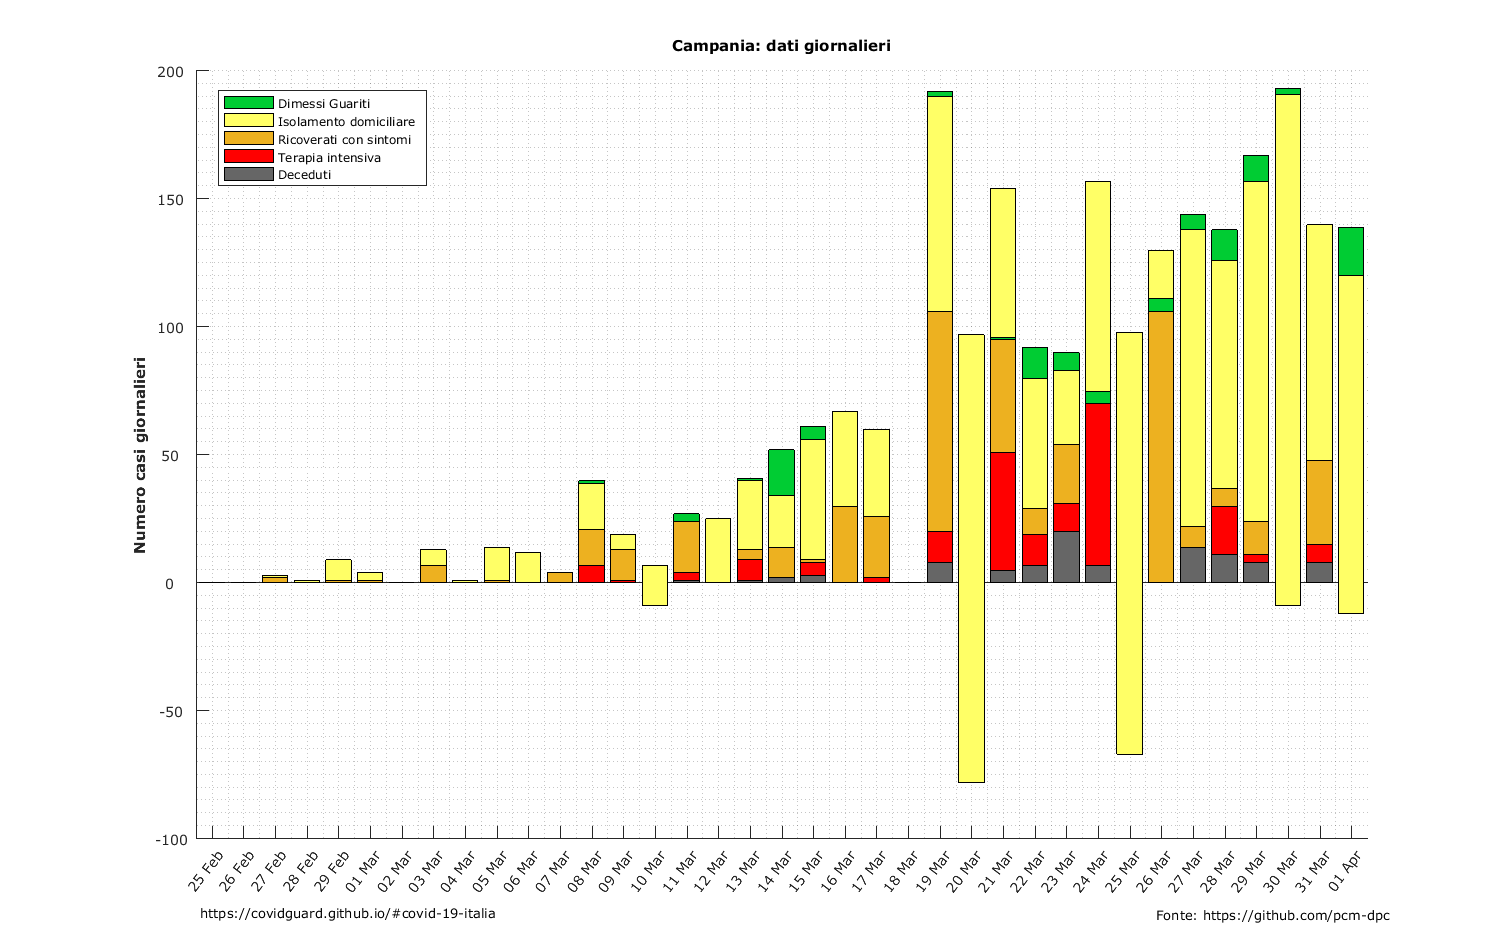 Campania: dati giornalieri
Numero casi giornalieri
200
150
100
50
0
-50
-100
Dimessi Guariti
Isolamento domiciliare
Ricoverati con sintomi
Terapia intensiva
Deceduti
25 Feb
26 Feb
27 Feb
28 Feb
29 Feb
01 Mar
02 Mar
03 Mar
04 Mar
05 Mar
06 Mar
07 Mar
08 Mar
09 Mar
10 Mar
11 Mar
12 Mar
13 Mar
14 Mar
15 Mar
16 Mar
17 Mar
18 Mar
19 Mar
20 Mar
21 Mar
22 Mar
23 Mar
24 Mar
25 Mar
26 Mar
27 Mar
28 Mar
29 Mar
30 Mar
31 Mar
01 Apr
https://covidguard.github.io/#covid-19-italia
Fonte: https://github.com/pcm-dpc